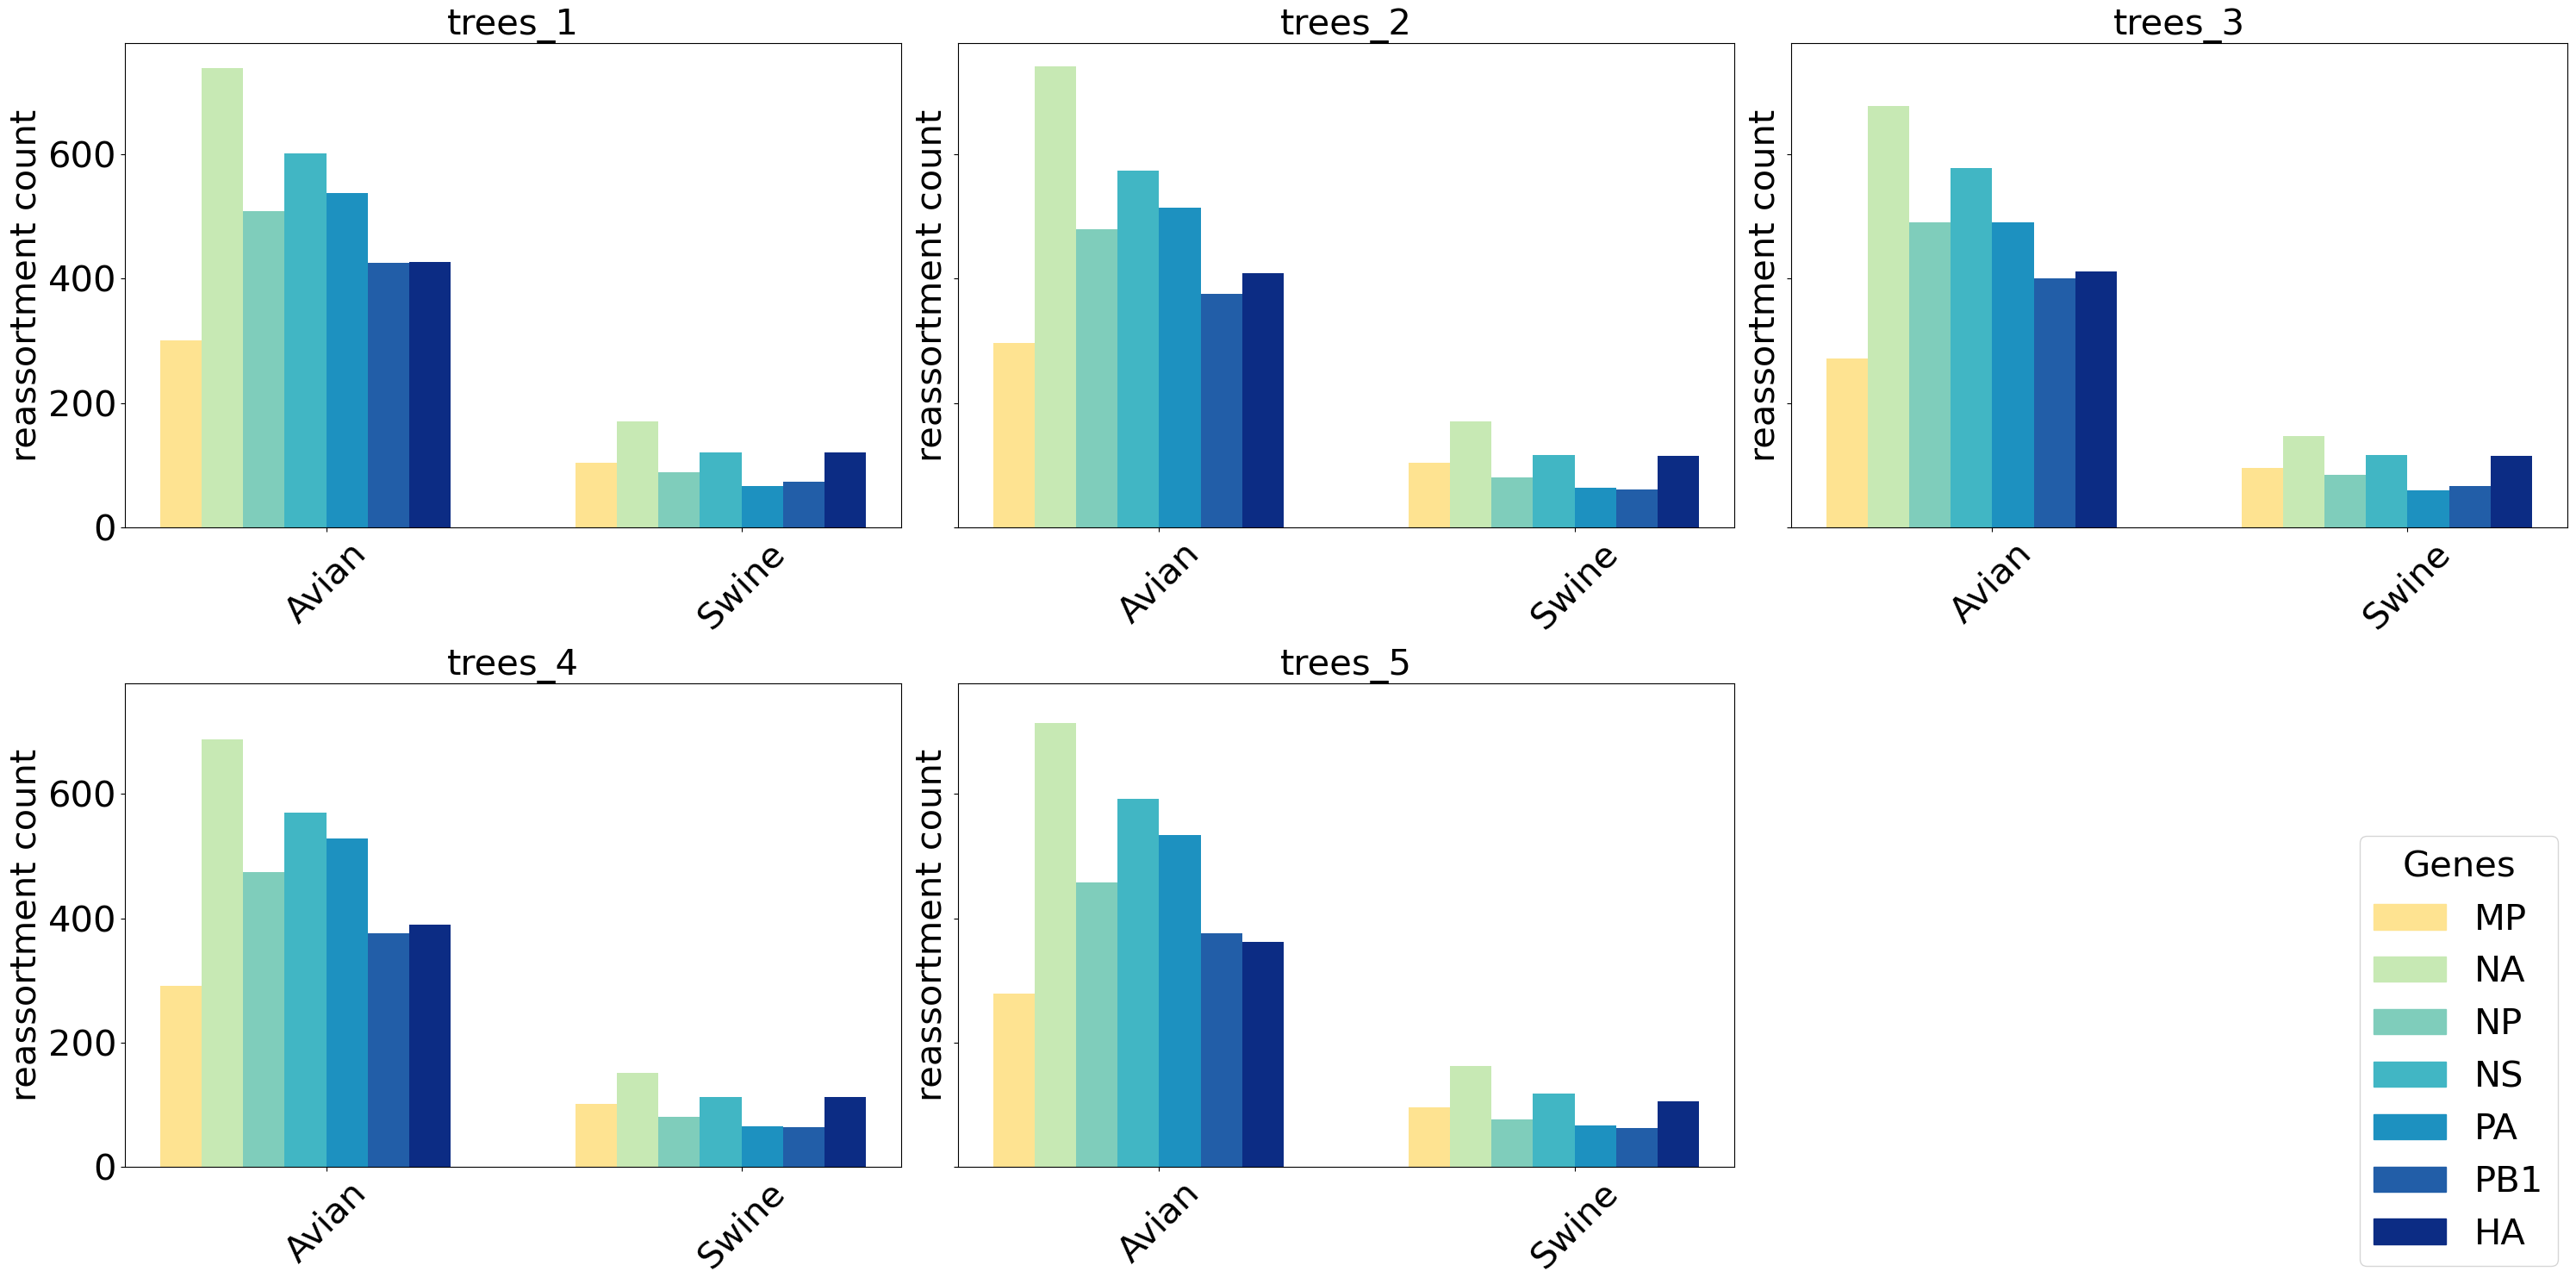 trees_1
reassortment count
600
400
200
0
Avian
Swine
trees_2
reassortment count
Avian
Swine
trees_3
reassortment count
Avian
Swine
trees_4
reassortment count
600
400
200
0
Avian
Swine
trees_5
reassortment count
Avian
Swine
Genes
MP
NA
NP
NS
PA
PB1
HA